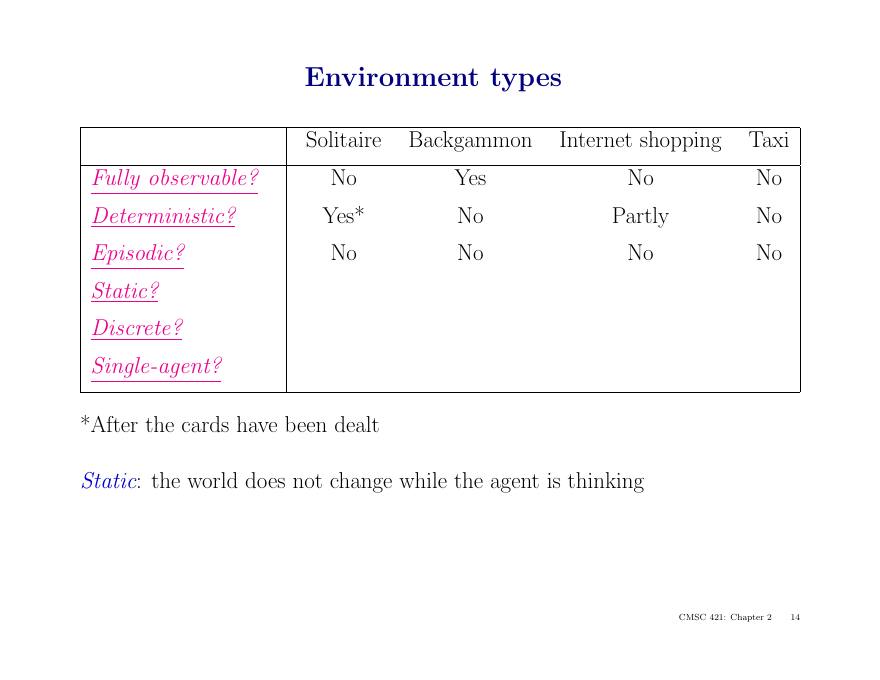 Environment types
Solitaire Backgammon Internet shopping Taxi
Fully observable? No Yes No No
Deterministic? Yes* No Partly No
Episodic? No No No No
Static?
Discrete?
Single-agent?
*After the cards have been dealt
Static: the world does not change while the agent is thinking
CMSC 421: Chapter 2 14